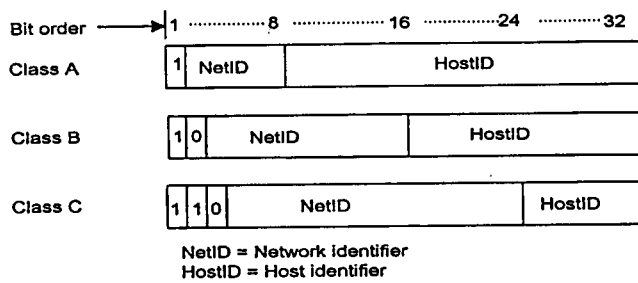 Bit order 1 ............... 8 ...................... 16 ................24 ............... 32
Class A 1 NetID HostID
Class B 1 0 NetID HostID
Class C 1 1 0 NetID HostID
NetID = Network identifier
HostID = Host identifier